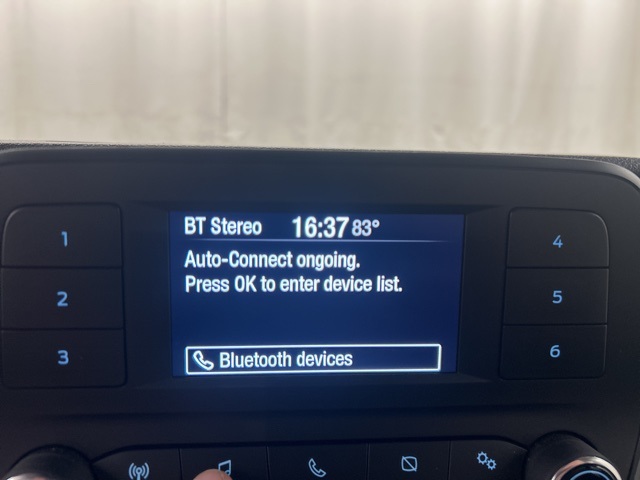 BT Stereo 16:37 83°
Auto-Connect ongoing.
Press OK to enter device list.
Bluetooth devices
1
2
3
4
5
6